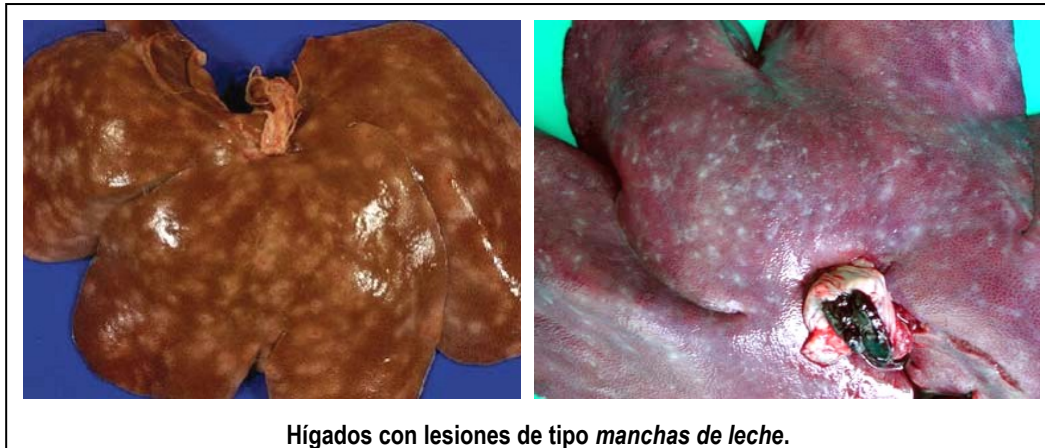 Hígados con lesiones de tipo manchas de leche.